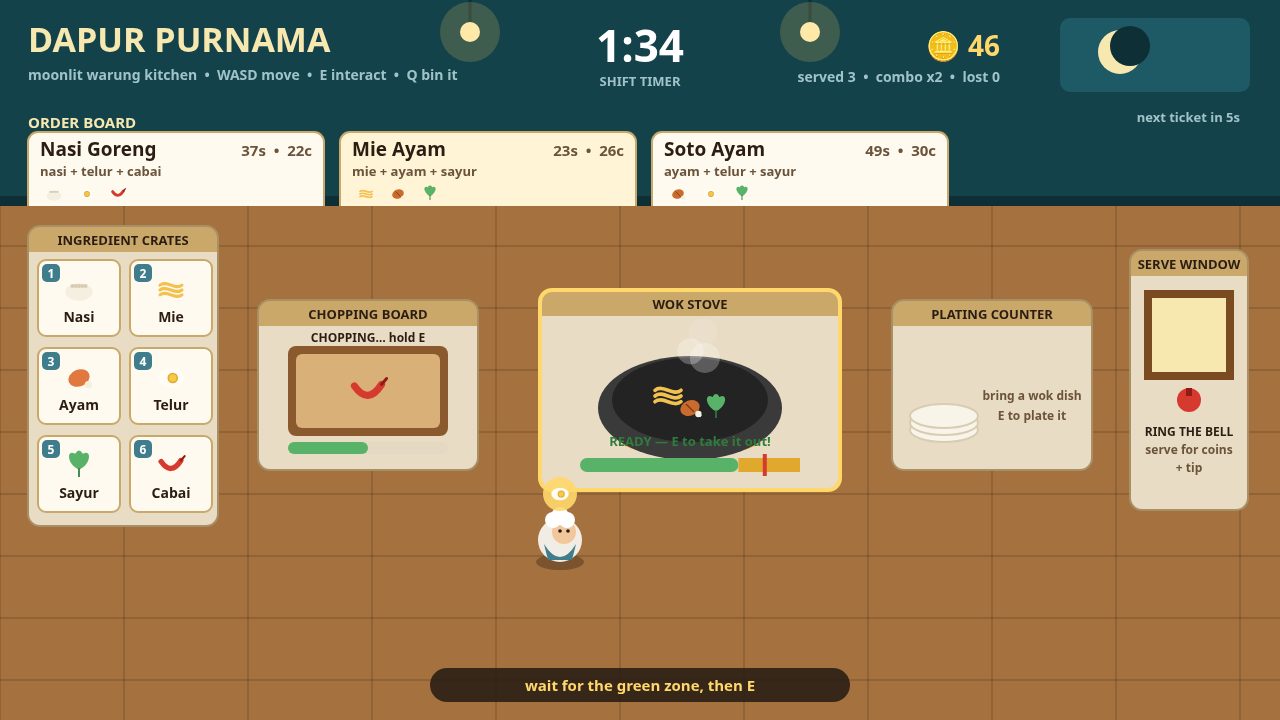 DAPUR PURNAMA
moonlit warung kitchen • WASD move • E interact • Q bin it
1:34
SHIFT TIMER
46
served 3 • combo x2 • lost 0
next ticket in 5s
ORDER BOARD
Nasi Goreng
37s • 22c
nasi + telur + cabai
Mie Ayam
23s • 26c
mie + ayam + sayur
Soto Ayam
49s • 30c
ayam + telur + sayur
INGREDIENT CRATES
1
Nasi
2
Mie
3
Ayam
4
Telur
5
Sayur
6
Cabai
CHOPPING BOARD
CHOPPING... hold E
WOK STOVE
READY — E to take it out!
PLATING COUNTER
bring a wok dish
E to plate it
SERVE WINDOW
RING THE BELL
serve for coins
+ tip
wait for the green zone, then E